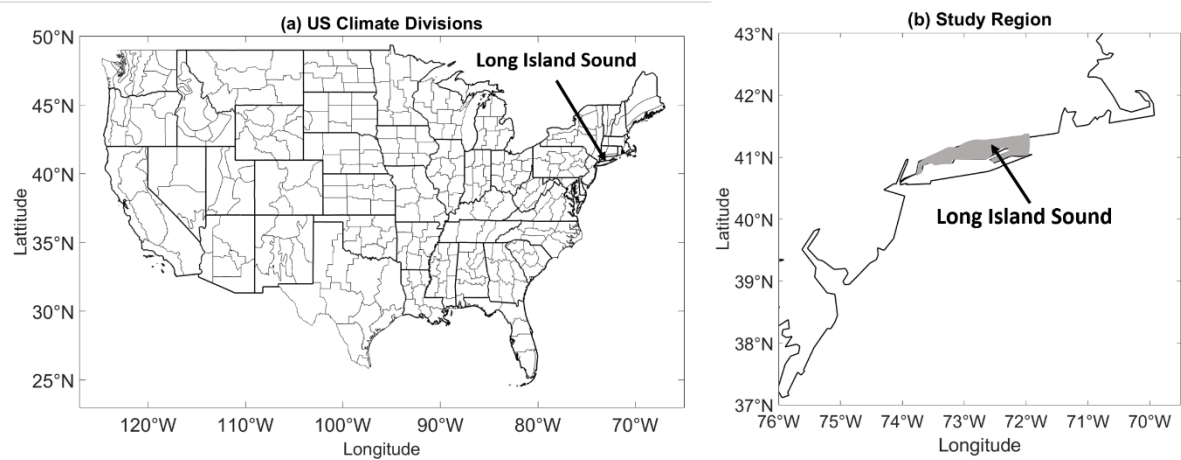 (a) US Climate Divisions
50°N
45°N
40°N
35°N
30°N
25°N
Lattitude
Long Island Sound
120°W
110°W
100°W
90°W
80°W
70°W
Longitude
(b) Study Region
43°N
42°N
41°N
40°N
39°N
38°N
37°N
Latitude
Long Island Sound
76°W
75°W
74°W
73°W
72°W
71°W
70°W
Longitude